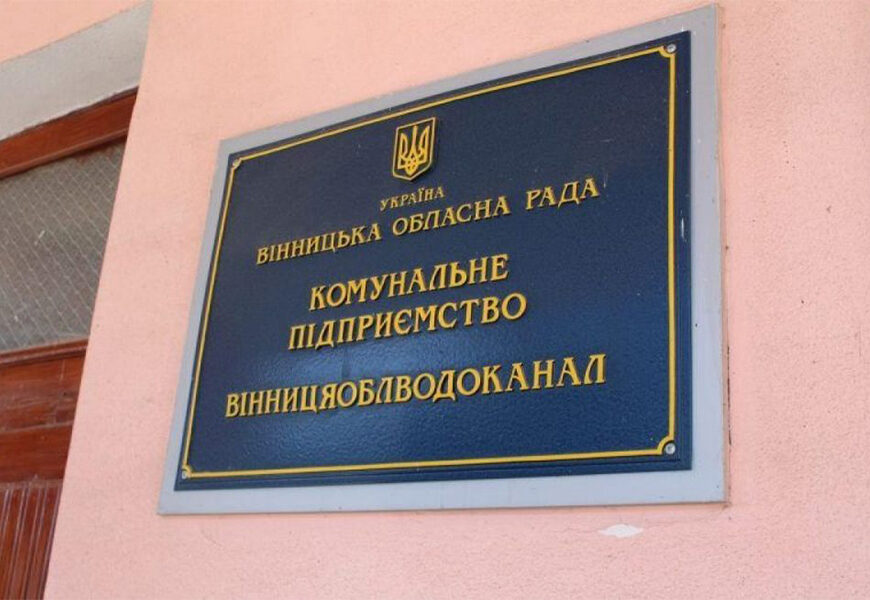 УКРАЇНА
ВІННИЦЬКА ОБЛАСНА РАДА
КОМУНАЛЬНЕ
ПІДПРИЄМСТВО
ВІННИЦЯОБЛВОДОКАНАЛ